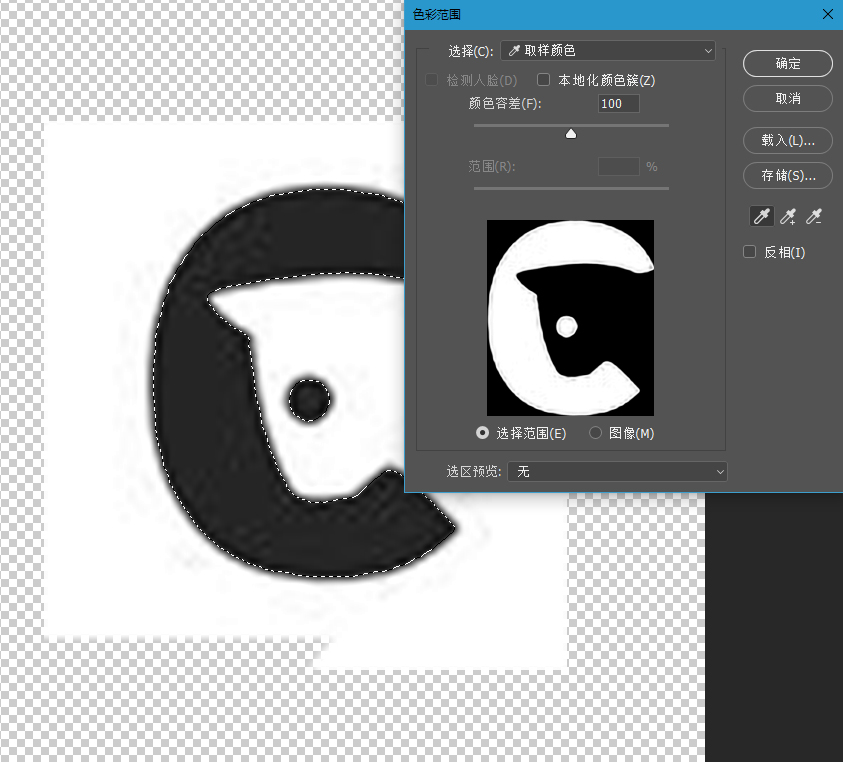 色彩范围
选择(C): 取样颜色
确定
检测人脸(D) 本地化颜色簇(Z)
取消
颜色容差(F): 100
载入(L)...
范围(R): %
存储(S)...
反相(I)
选择范围(E) 图像(M)
选区预览: 无